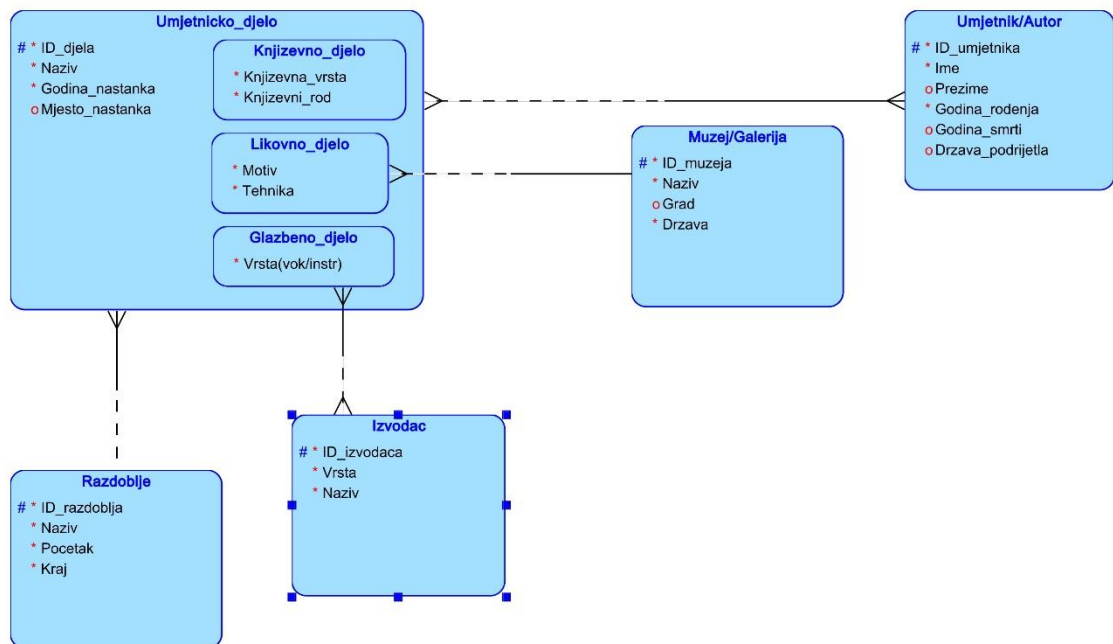 Umjetnicko_djelo
# * ID_djela
* Naziv
* Godina_nastanka
o Mjesto_nastanka
Knjizevno_djelo
* Knjizevna_vrsta
* Knjizevni_rod
Likovno_djelo
* Motiv
* Tehnika
Glazbeno_djelo
* Vrsta(vok/instr)
Umjetnik/Autor
# * ID_umjetnika
* Ime
o Prezime
* Godina_rodenja
o Godina_smrti
o Drzava_podrijetla
Muzej/Galerija
# * ID_muzeja
* Naziv
o Grad
* Drzava
Izvodac
# * ID_izvodaca
* Vrsta
* Naziv
Razdoblje
# * ID_razdoblja
* Naziv
* Pocetak
* Kraj